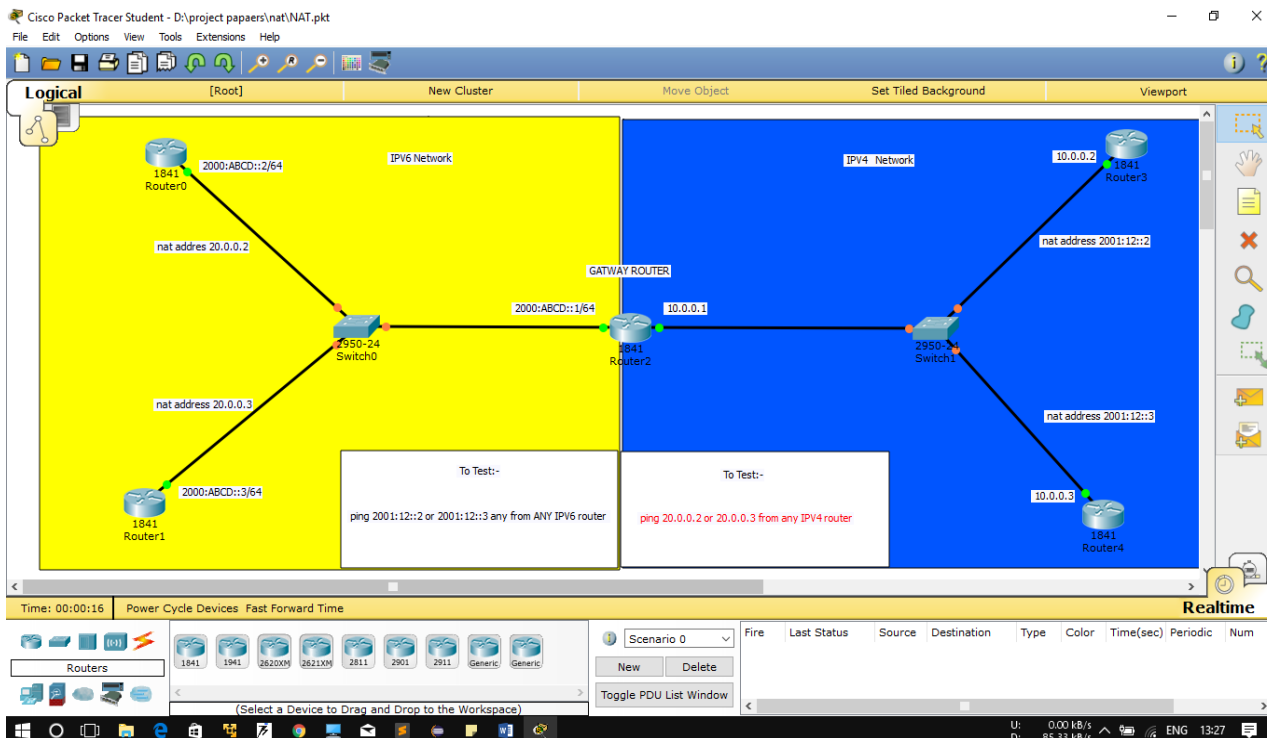 Cisco Packet Tracer Student - D:\project papaers\nat\NAT.pkt
File Edit Options View Tools Extensions Help
Logical [Root] New Cluster Move Object Set Tiled Background Viewport
IPV6 Network
IPV4 Network
2000:ABCD::2/64
1841
Router0
10.0.0.2
1841
Router3
nat addres 20.0.0.2
nat address 2001:12::2
GATWAY ROUTER
2000:ABCD::1/64
10.0.0.1
2950-24
Switch0
1841
Router2
2950-24
Switch1
nat address 20.0.0.3
nat address 2001:12::3
2000:ABCD::3/64
1841
Router1
10.0.0.3
1841
Router4
To Test:-
ping 2001:12::2 or 2001:12::3 any from ANY IPV6 router
To Test:-
ping 20.0.0.2 or 20.0.0.3 from any IPV4 router
Time: 00:00:16 Power Cycle Devices Fast Forward Time Realtime
Routers
1841 1941 2620XM 2621XM 2811 2901 2911 Generic Generic
(Select a Device to Drag and Drop to the Workspace)
Scenario 0
New Delete
Toggle PDU List Window
Fire Last Status Source Destination Type Color Time(sec) Periodic Num
U: 0.00 kB/s
D: 85.33 kB/s
ENG 13:27